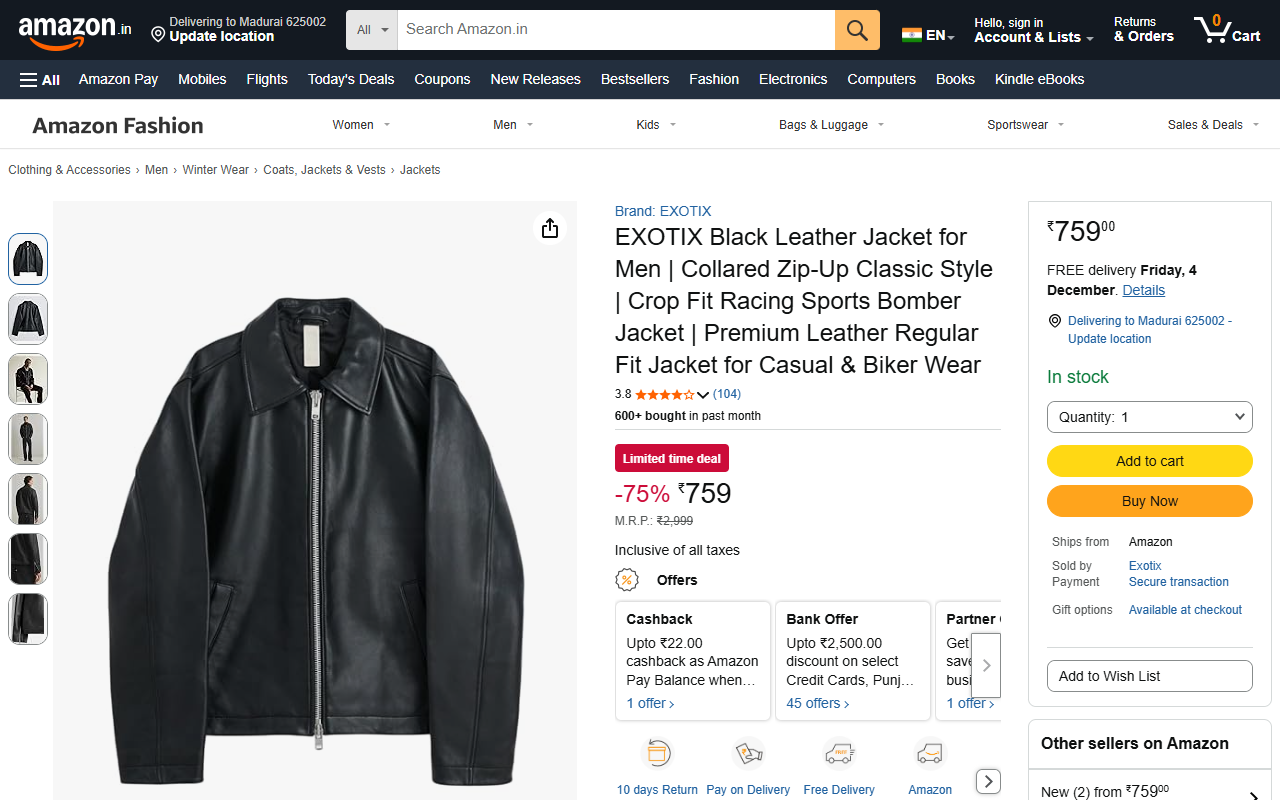 amazon.in
Delivering to Madurai 625002
Update location
All
Search Amazon.in
EN
Hello, sign in
Account & Lists
Returns
& Orders
0
Cart
All
Amazon Pay
Mobiles
Flights
Today's Deals
Coupons
New Releases
Bestsellers
Fashion
Electronics
Computers
Books
Kindle eBooks
Amazon Fashion
Women
Men
Kids
Bags & Luggage
Sportswear
Sales & Deals
Clothing & Accessories › Men › Winter Wear › Coats, Jackets & Vests › Jackets
Brand: EXOTIX
EXOTIX Black Leather Jacket for
Men | Collared Zip-Up Classic Style
| Crop Fit Racing Sports Bomber
Jacket | Premium Leather Regular
Fit Jacket for Casual & Biker Wear
3.8 (104)
600+ bought in past month
Limited time deal
-75% ₹759
M.R.P.: ₹2,999
Inclusive of all taxes
Offers
Cashback
Upto ₹22.00
cashback as Amazon
Pay Balance when…
1 offer ›
Bank Offer
Upto ₹2,500.00
discount on select
Credit Cards, Punj…
45 offers ›
Partner
Get
save
busi
1 offer ›
10 days Return
Pay on Delivery
Free Delivery
Amazon
₹75900
FREE delivery Friday, 4
December. Details
Delivering to Madurai 625002 -
Update location
In stock
Quantity: 1
Add to cart
Buy Now
Ships from Amazon
Sold by Exotix
Payment Secure transaction
Gift options Available at checkout
Add to Wish List
Other sellers on Amazon
New (2) from ₹75900